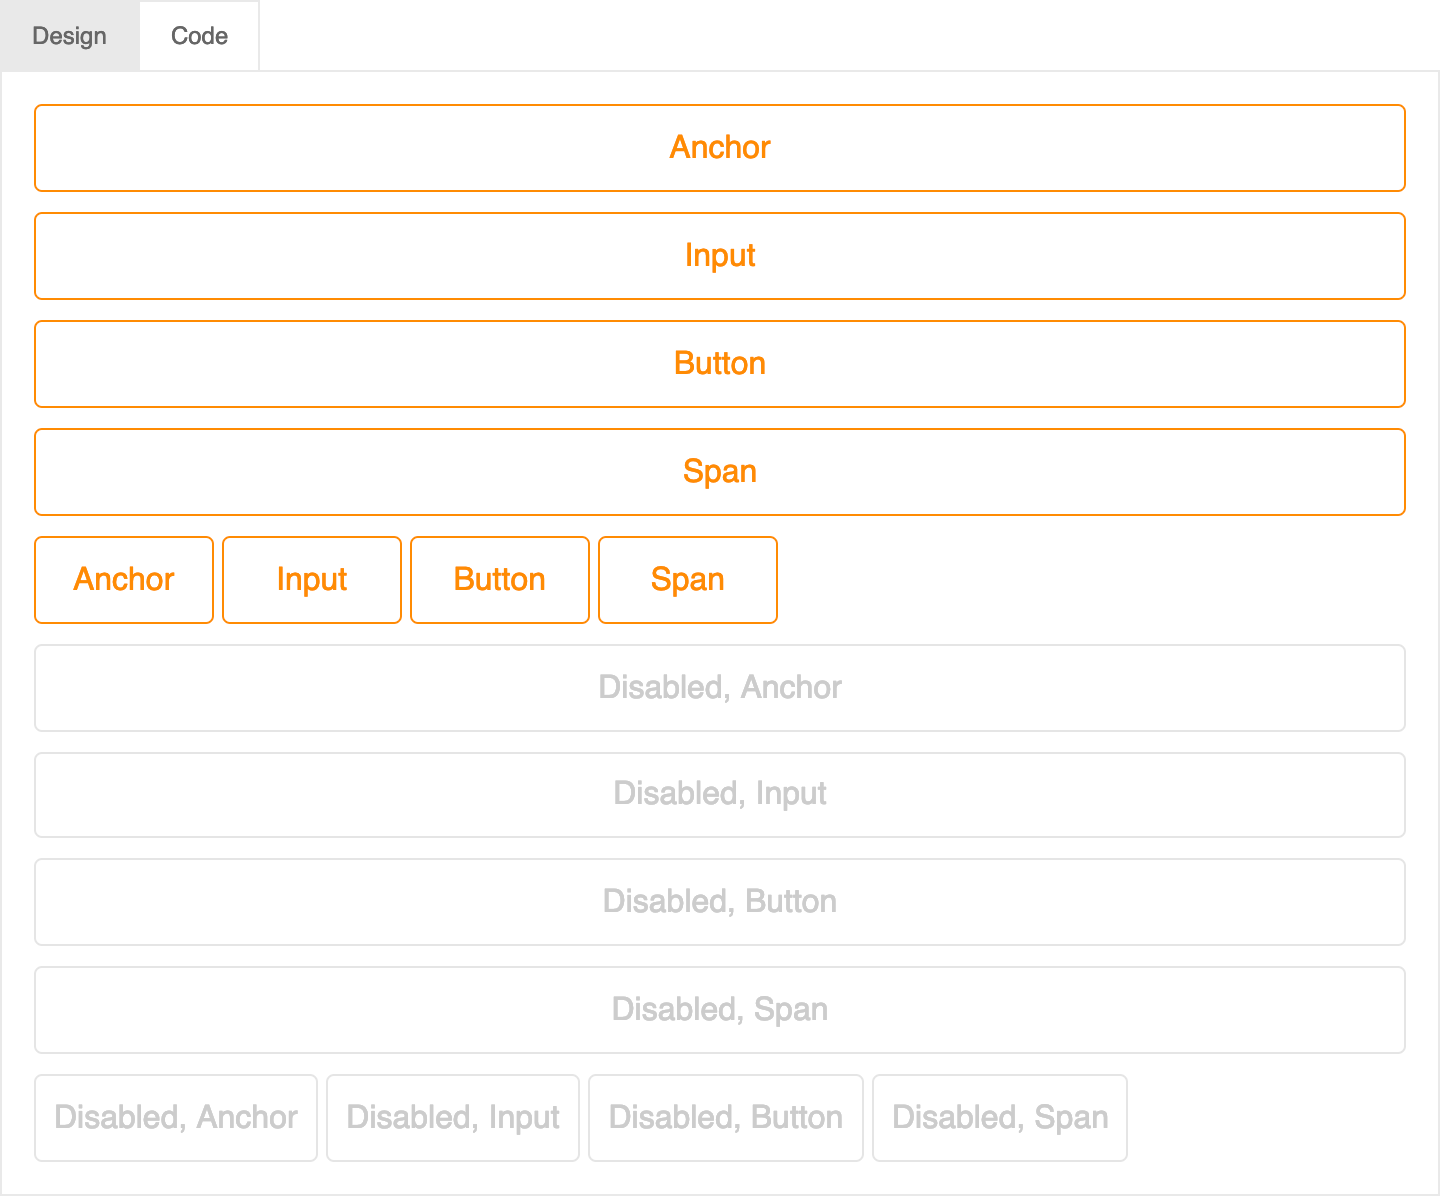 Design Code
Anchor
Input
Button
Span
Anchor Input Button Span
Disabled, Anchor
Disabled, Input
Disabled, Button
Disabled, Span
Disabled, Anchor Disabled, Input Disabled, Button Disabled, Span